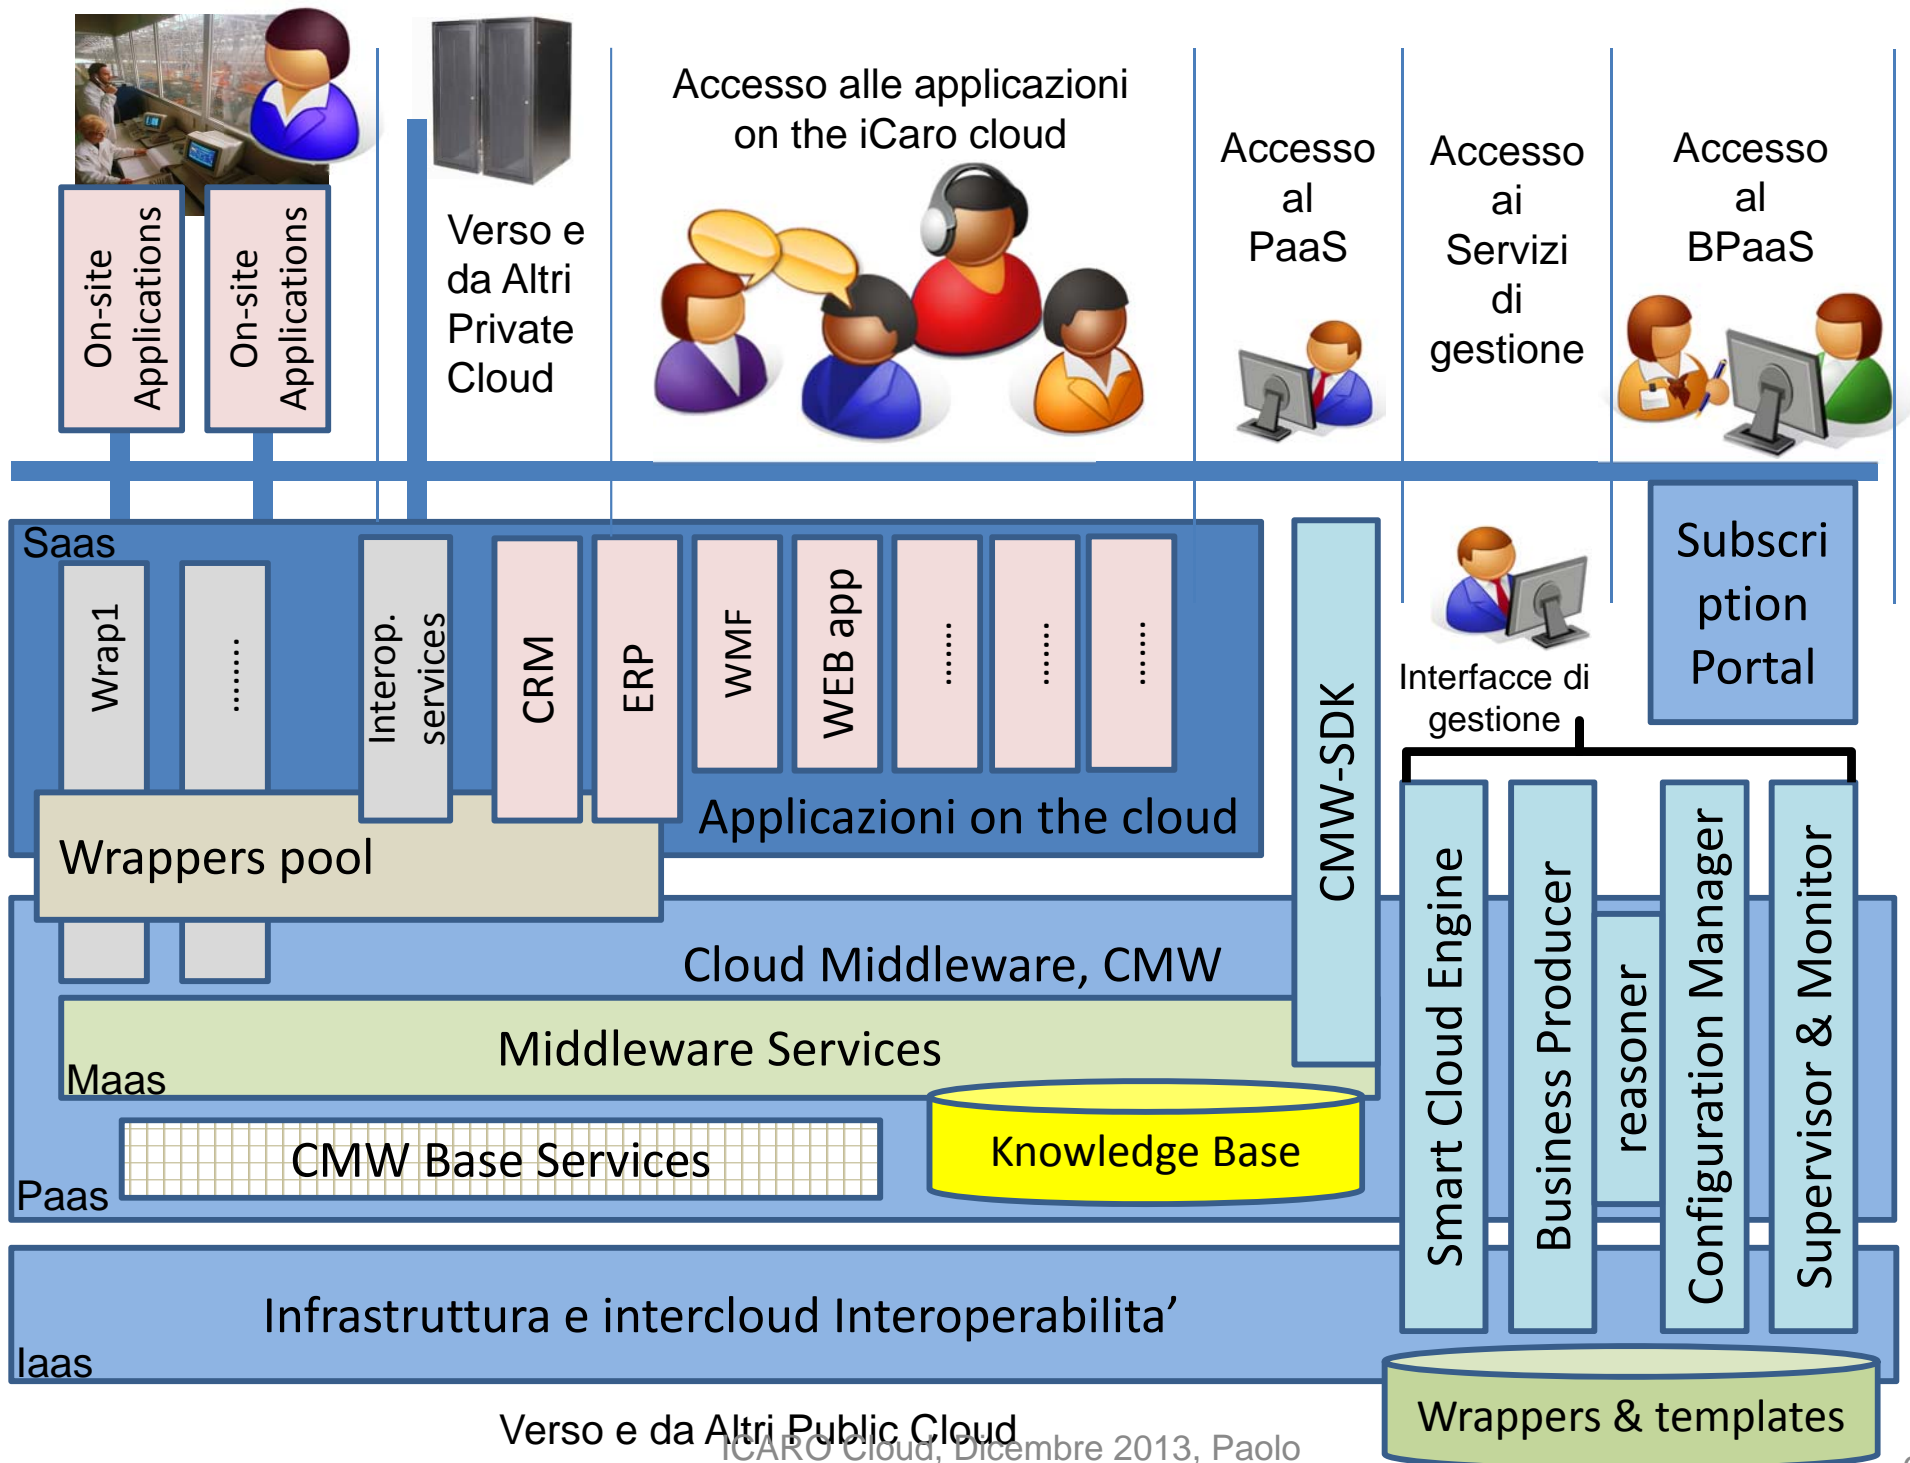 Accesso alle applicazioni
on the iCaro cloud
Accesso
al
PaaS
Accesso
ai
Servizi
di
gestione
Accesso
al
BPaaS
On-site
Applications
On-site
Applications
Verso e
da Altri
Private
Cloud
Saas
Wrap1
.......
Interop.
services
CRM
ERP
WMF
WEB app
.......
.......
.......
Applicazioni on the cloud
Wrappers pool
CMW-SDK
Interfacce di
gestione
Subscri
ption
Portal
Cloud Middleware, CMW
Middleware Services
Maas
CMW Base Services
Knowledge Base
Paas
Smart Cloud Engine
Business Producer
reasoner
Configuration Manager
Supervisor & Monitor
Infrastruttura e intercloud Interoperabilita’
Iaas
Wrappers & templates
Verso e da Altri Public Cloud
ICARO Cloud, Dicembre 2013, Paolo